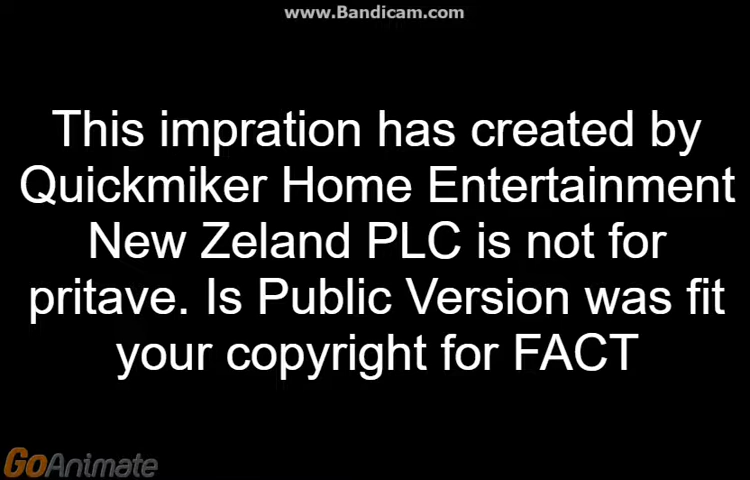 www.Bandicam.com
This impration has created by
Quickmiker Home Entertainment
New Zeland PLC is not for
pritave. Is Public Version was fit
your copyright for FACT
GoAnimate